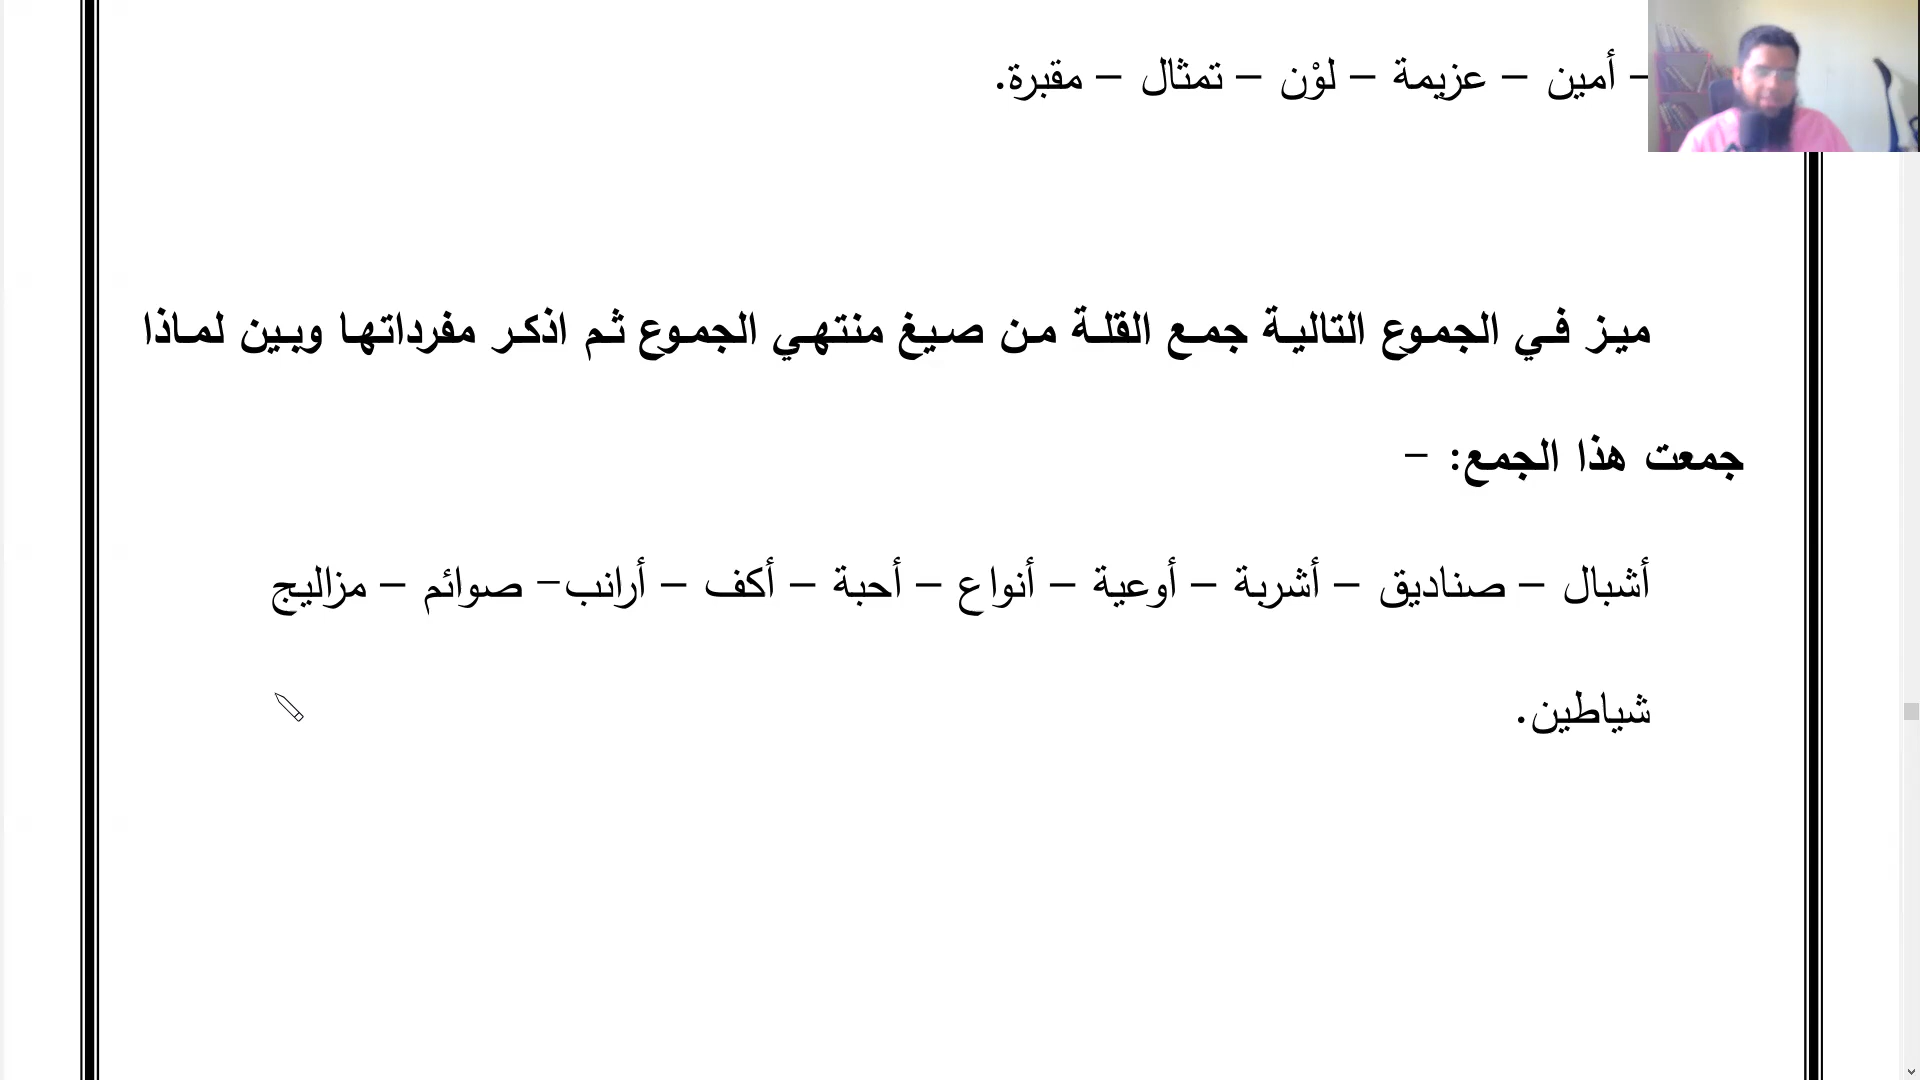 – أمين – عزيمة – لوْن – تمثال – مقبرة.
ميز في الجموع التالية جمع القلة من صيغ منتهي الجموع ثم اذكر مفرداتها وبين لماذا
جمعت هذا الجمع: –
أشبال – صناديق – أشربة – أوعية – أنواع – أحبة – أكف – أرانب– صوائم – مزاليج
شياطين.